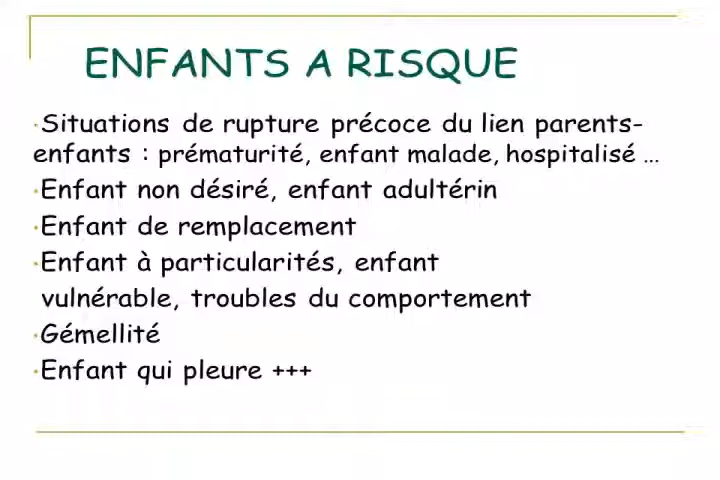 ENFANTS A RISQUE
•Situations de rupture précoce du lien parents-
enfants : prématurité, enfant malade, hospitalisé ...
•Enfant non désiré, enfant adultérin
•Enfant de remplacement
•Enfant à particularités, enfant
vulnérable, troubles du comportement
•Gémellité
•Enfant qui pleure +++